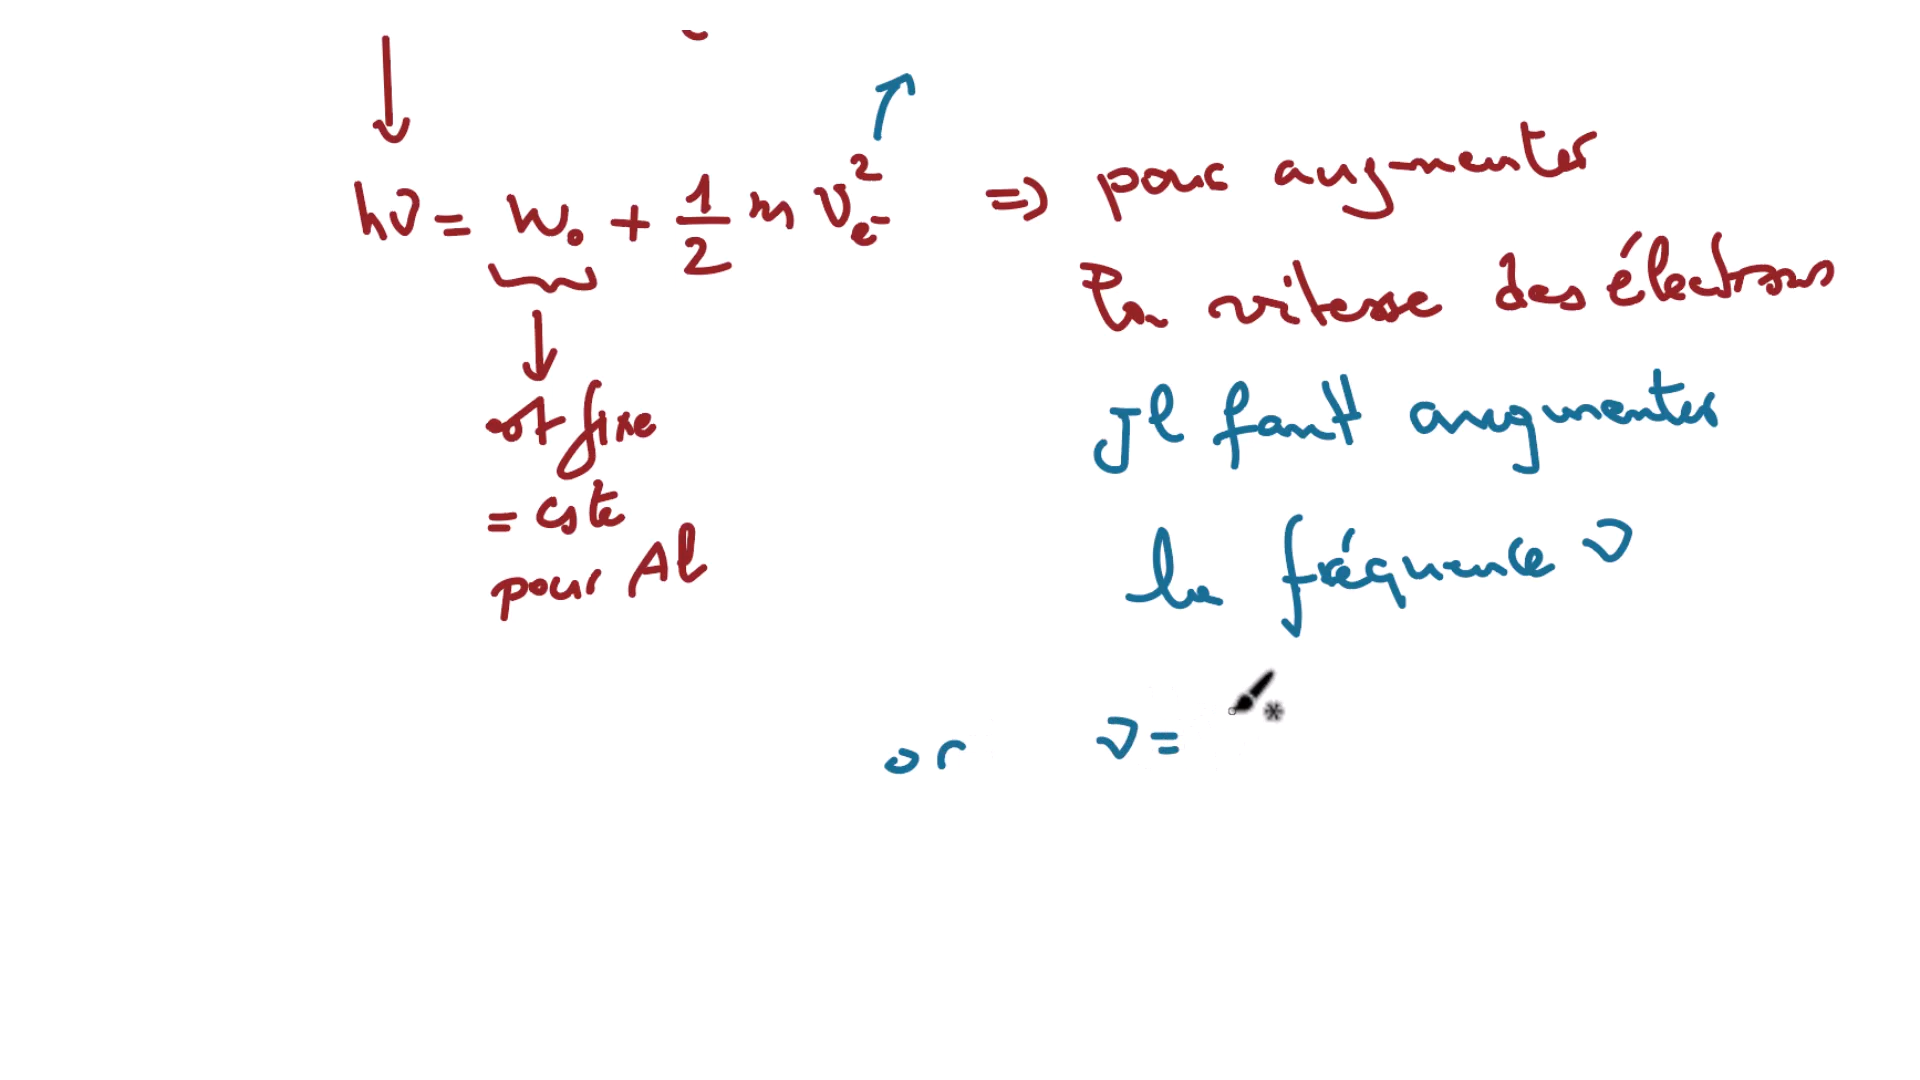 hν = W₀ + 1/2 m v²e⁻ => pour augmenter
la vitesse des électrons
Il faut augmenter
la fréquence ν
est fixe
= cste
pour Al
or ν =